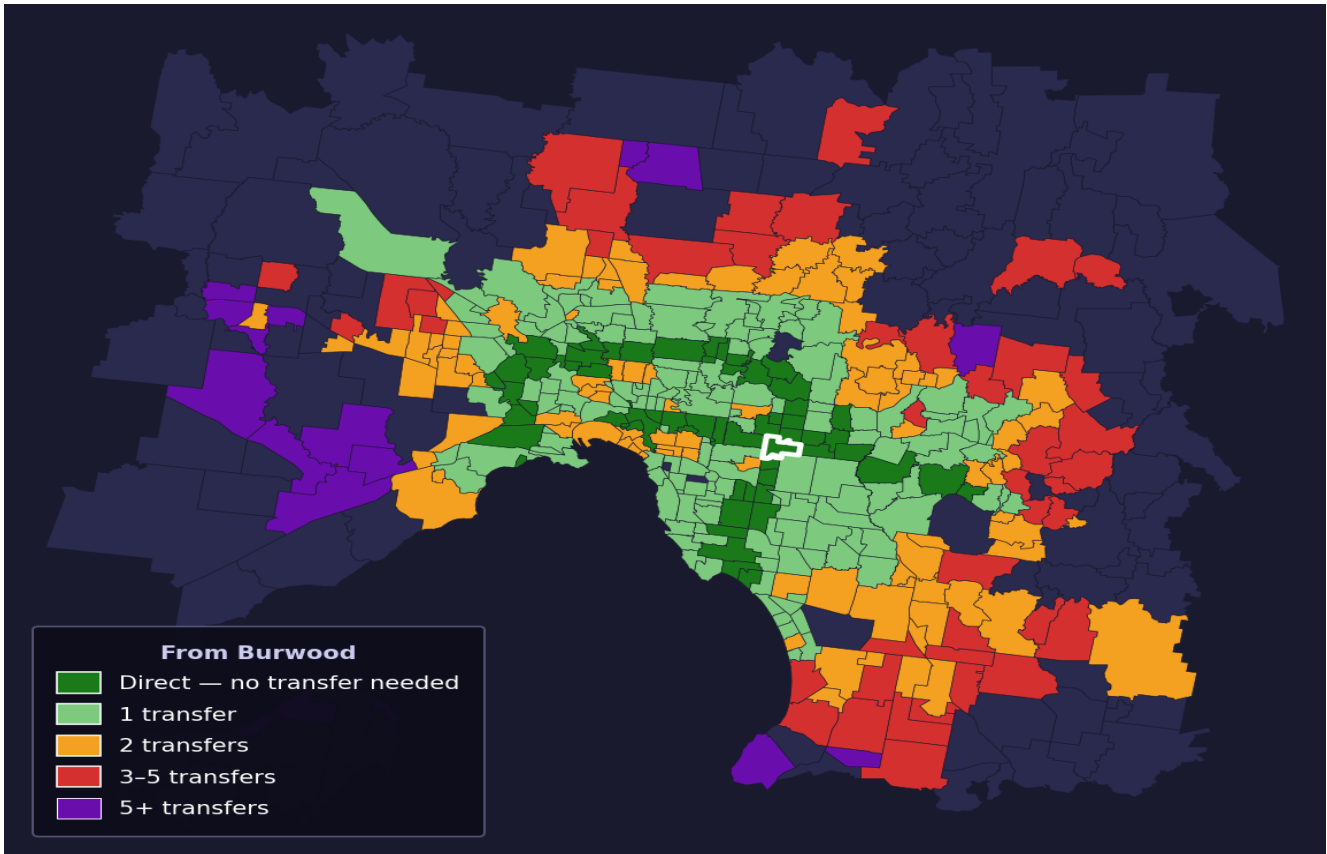 From Burwood
Direct — no transfer needed
1 transfer
2 transfers
3–5 transfers
5+ transfers